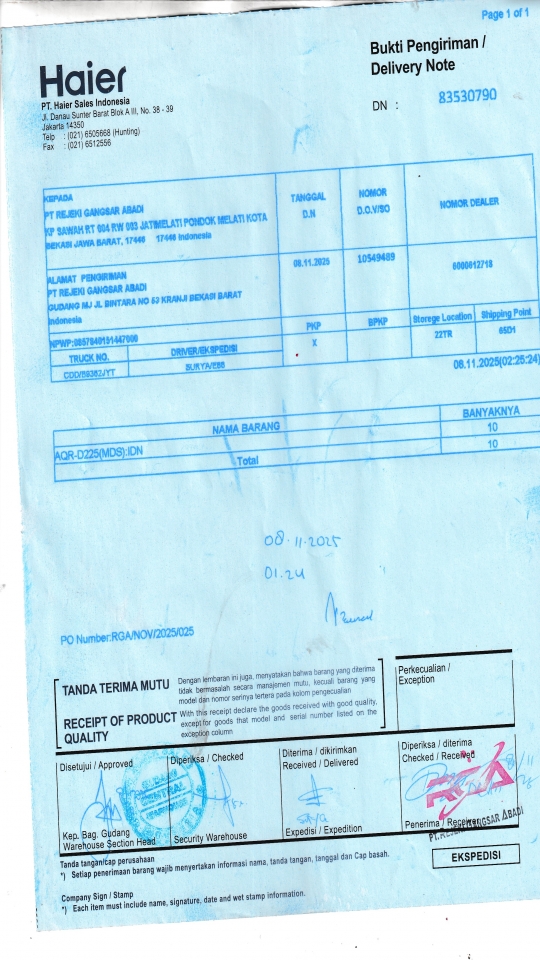 Page 1 of 1
Haier
Bukti Pengiriman /
Delivery Note
PT. Haier Sales Indonesia
Jl. Danau Sunter Barat Blok A III, No. 38 - 39
Jakarta 14350
Telp : (021) 6505668 (Hunting)
Fax : (021) 6512556
DN : 83530790
KEPADA
PT REJEKI GANGSAR ABADI
KP SAWAH RT 004 RW 003 JATIMELATI PONDOK MELATI KOTA
BEKASI JAWA BARAT, 17446 17446 Indonesia
TANGGAL
D.N
NOMOR
D.O.V/SO
NOMOR DEALER
ALAMAT PENGIRIMAN
PT REJEKI GANGSAR ABADI
GUDANG MJ JL BINTARA NO 53 KRANJI BEKASI BARAT
Indonesia
08.11.2025
10549489
6000012718
NPWP:0857840151447000
PKP
BPKP
Storege Location
Shipping Point
TRUCK NO.
DRIVER/EKSPEDISI
X
22TR
65D1
SURYA/E65
08.11.2025(02:25:24)
NAMA BARANG
BANYAKNYA
AQR-D225(MDS):IDN
10
Total
10
08.11.2025
01.24
PO Number:RGA/NOV/2025/025
TANDA TERIMA MUTU
Dengan lembaran ini juga, menyatakan bahwa barang yang diterima
tidak bermasalah secara manajemen mutu, kecuali barang yang
model dan nomor serinya tertera pada kolom pengecualian
RECEIPT OF PRODUCT
QUALITY
With this receipt declare the goods received with good quality,
except for goods that model and serial number listed on the
exception column
Perkecualian /
Exception
Disetujui / Approved
Diperiksa / Checked
Diterima / dikirimkan
Received / Delivered
Diperiksa / diterima
Checked / Received
GUDANG
CENTRAL
RGA
Kep. Bag. Gudang
Warehouse Section Head
Security Warehouse
Expedisi / Expedition
Penerima / Receiver
PT. REJEKI GANGSAR ABADI
Tanda tangan/cap perusahaan
*) Setiap penerimaan barang wajib menyertakan informasi nama, tanda tangan, tanggal dan Cap basah.
EKSPEDISI
Company Sign / Stamp
*) Each item must include name, signature, date and wet stamp information.